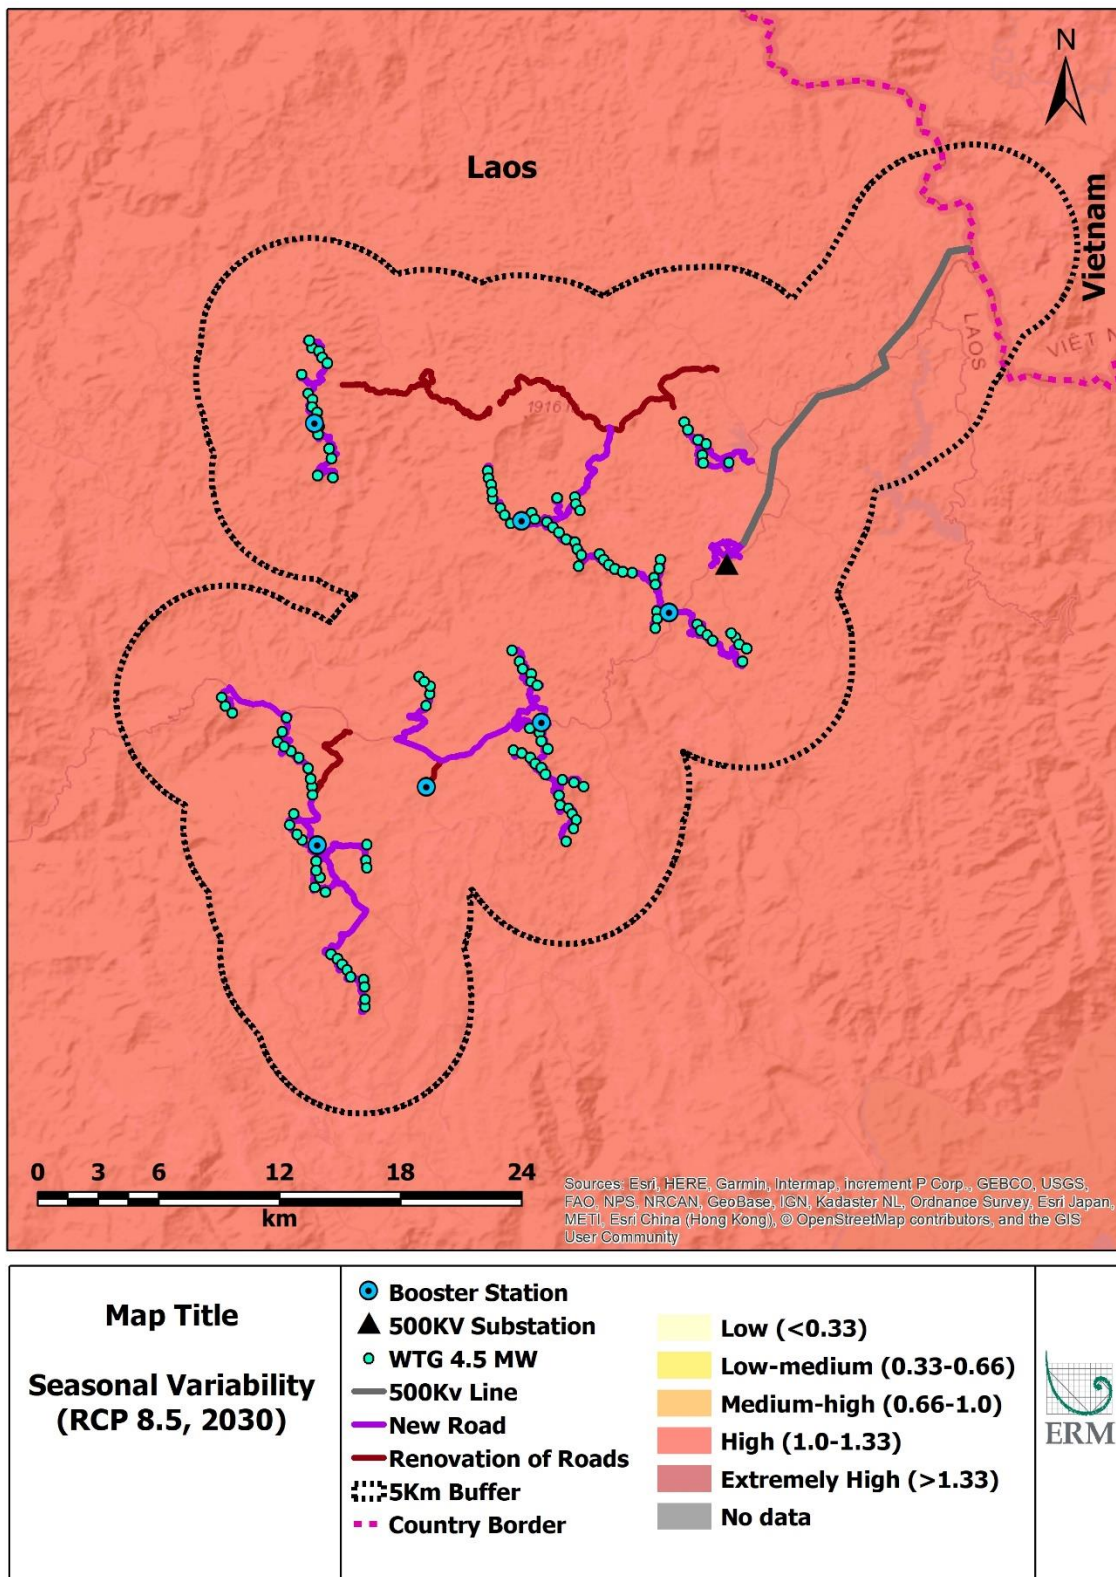 N
Laos
Vietnam
LAOS
VIÊT N
1916
0 3 6 12 18 24
km
Sources: Esri, HERE, Garmin, Intermap, increment P Corp., GEBCO, USGS,
FAO, NPS, NRCAN, GeoBase, IGN, Kadaster NL, Ordnance Survey, Esri Japan,
METI, Esri China (Hong Kong), © OpenStreetMap contributors, and the GIS
User Community
Map Title
Seasonal Variability
(RCP 8.5, 2030)
Booster Station
500KV Substation
WTG 4.5 MW
500Kv Line
New Road
Renovation of Roads
5Km Buffer
Country Border
Low (<0.33)
Low-medium (0.33-0.66)
Medium-high (0.66-1.0)
High (1.0-1.33)
Extremely High (>1.33)
No data
ERM